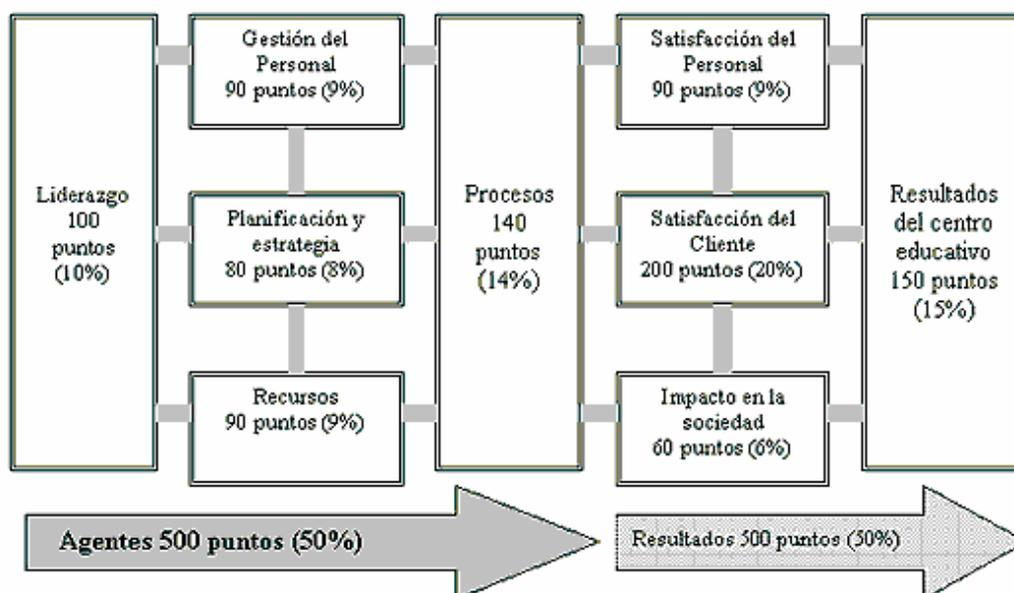 Liderazgo
100
puntos
(10%)
Gestión del
Personal
90 puntos (9%)
Planificación y
estrategia
80 puntos (8%)
Recursos
90 puntos (9%)
Procesos
140
puntos
(14%)
Satisfacción del
Personal
90 puntos (9%)
Satisfacción del
Cliente
200 puntos (20%)
Impacto en la
sociedad
60 puntos (6%)
Resultados
del centro
educativo
150 puntos
(15%)
Agentes 500 puntos (50%)
Resultados 500 puntos (50%)